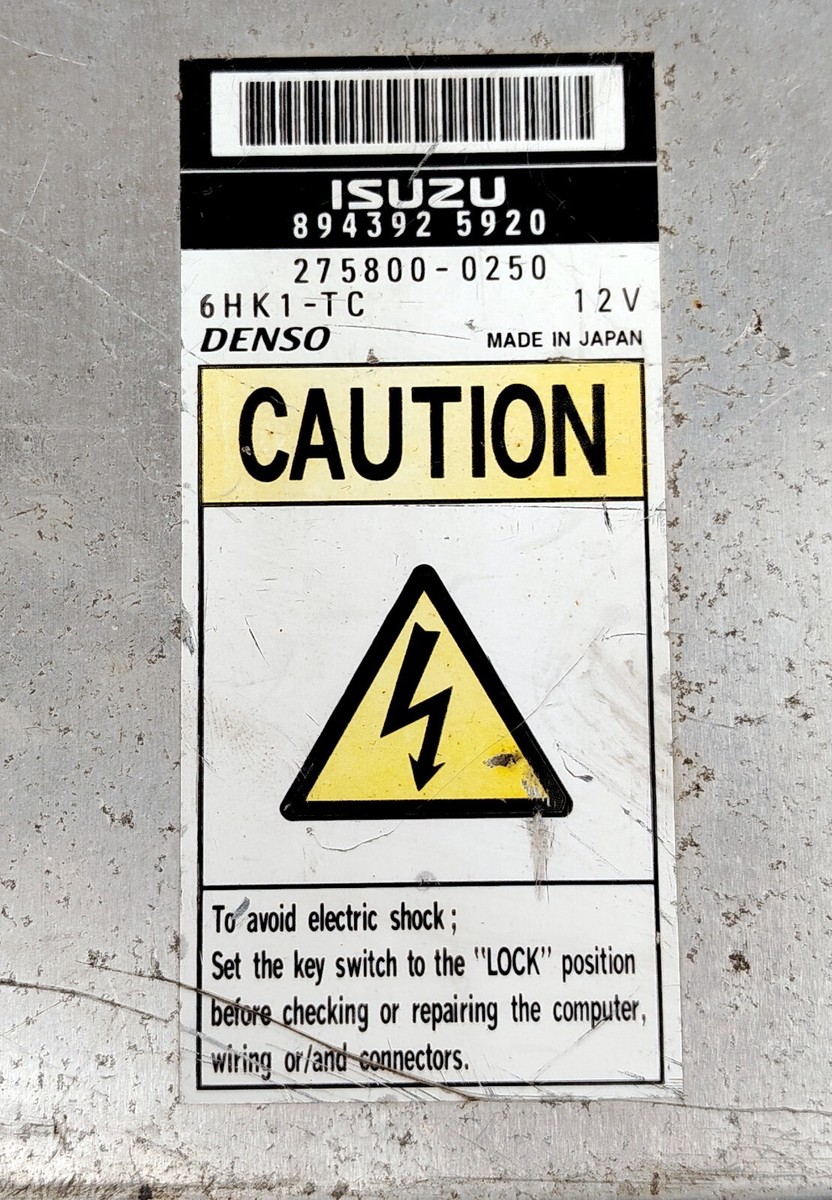 ISUZU
894392 5920
275800-0250
6HK1-TC 12V
DENSO MADE IN JAPAN
CAUTION
To avoid electric shock;
Set the key switch to the "LOCK" position
before checking or repairing the computer,
wiring or/and connectors.